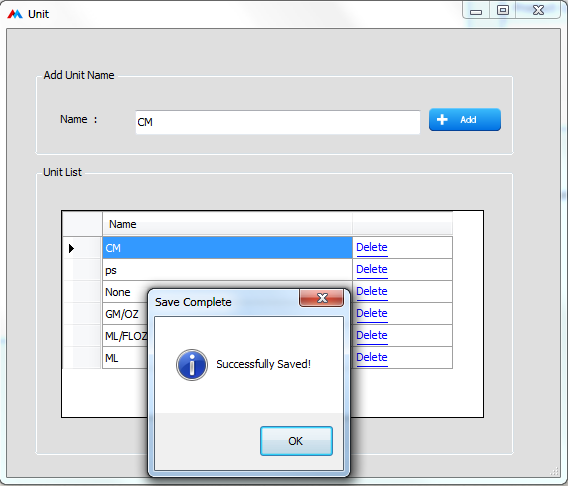 Unit
Add Unit Name
Name :
CM
Add
Unit List
Name
CM Delete
ps Delete
None Delete
GM/OZ Delete
ML/FLOZ Delete
ML Delete
Save Complete
Successfully Saved!
OK